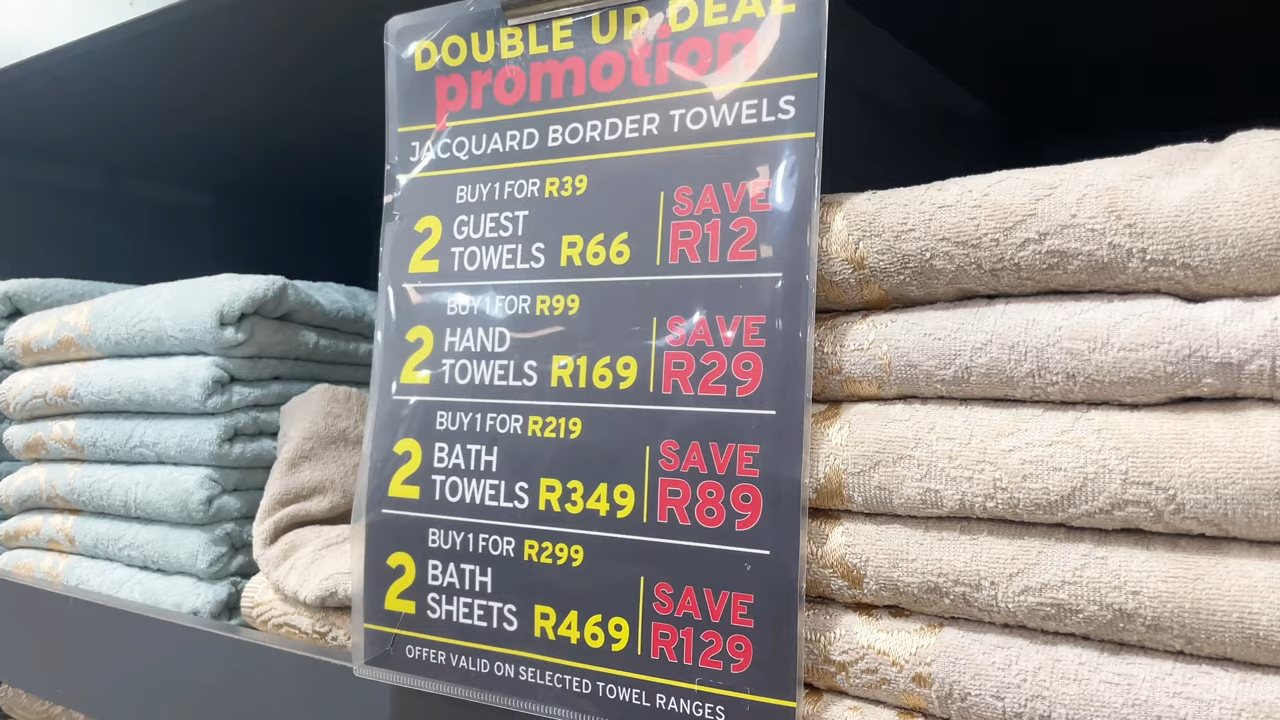 DOUBLE UP DEAL
promotion
JACQUARD BORDER TOWELS
BUY 1 FOR R39
2 GUEST TOWELS R66
SAVE R12
BUY 1 FOR R99
2 HAND TOWELS R169
SAVE R29
BUY 1 FOR R219
2 BATH TOWELS R349
SAVE R89
BUY 1 FOR R299
2 BATH SHEETS R469
SAVE R129
OFFER VALID ON SELECTED TOWEL RANGES